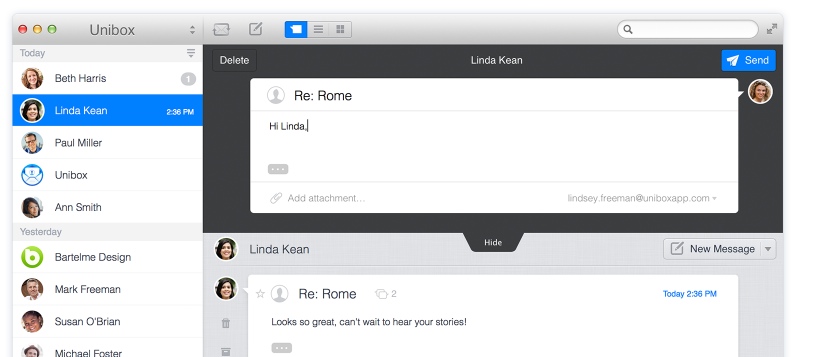 Unibox
Today
Beth Harris
1
Linda Kean
2:36 PM
Paul Miller
Unibox
Ann Smith
Yesterday
Bartelme Design
Mark Freeman
Susan O'Brian
Michael Foster
Delete
Linda Kean
Send
Re: Rome
Hi Linda,
Add attachment...
lindsey.freeman@uniboxapp.com
Hide
Linda Kean
New Message
Re: Rome
2
Today 2:36 PM
Looks so great, can't wait to hear your stories!